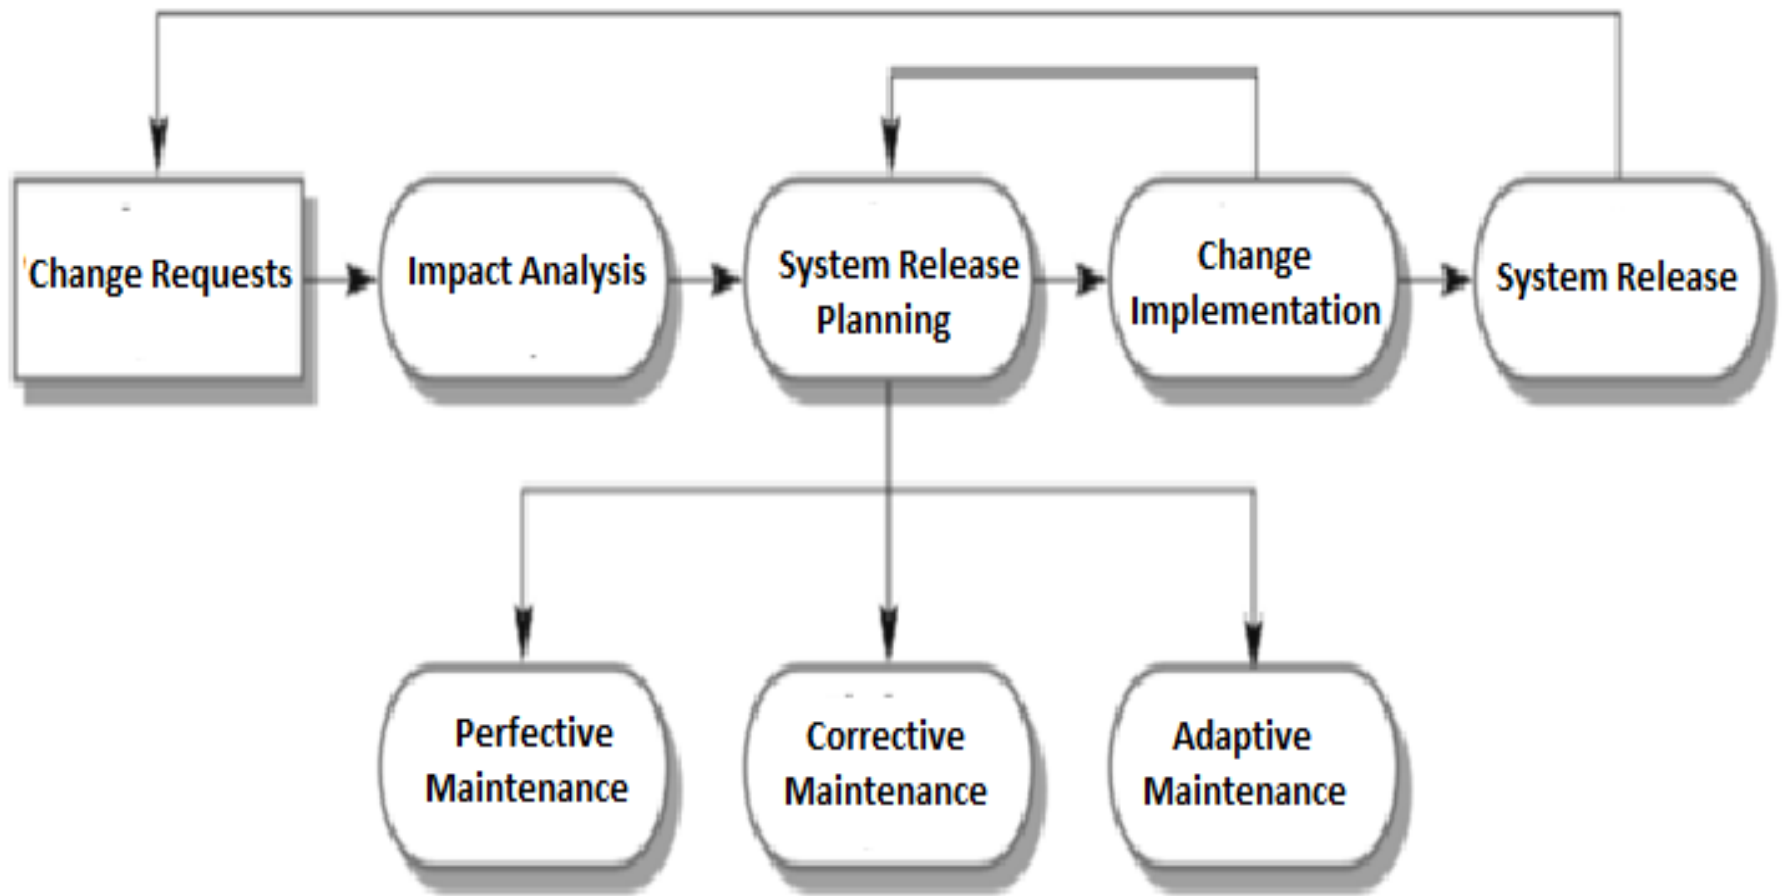 Change Requests
Impact Analysis
System Release
Planning
Change
Implementation
System Release
Perfective
Maintenance
Corrective
Maintenance
Adaptive
Maintenance